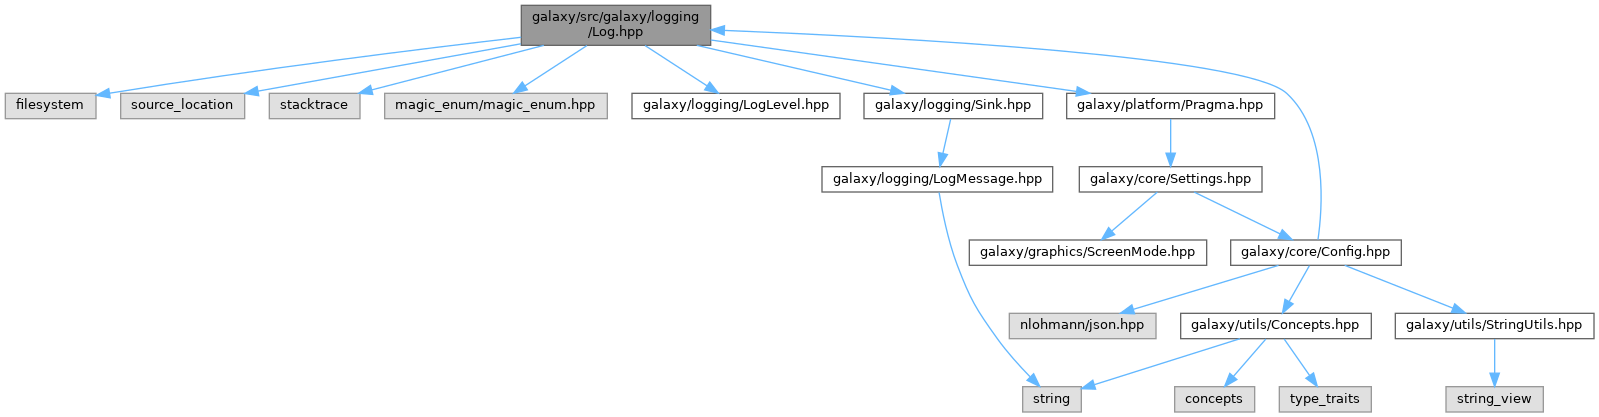 galaxy/src/galaxy/logging
/Log.hpp
filesystem
source_location
stacktrace
magic_enum/magic_enum.hpp
galaxy/logging/LogLevel.hpp
galaxy/logging/Sink.hpp
galaxy/platform/Pragma.hpp
galaxy/logging/LogMessage.hpp
galaxy/core/Settings.hpp
galaxy/graphics/ScreenMode.hpp
galaxy/core/Config.hpp
nlohmann/json.hpp
galaxy/utils/Concepts.hpp
galaxy/utils/StringUtils.hpp
string
concepts
type_traits
string_view